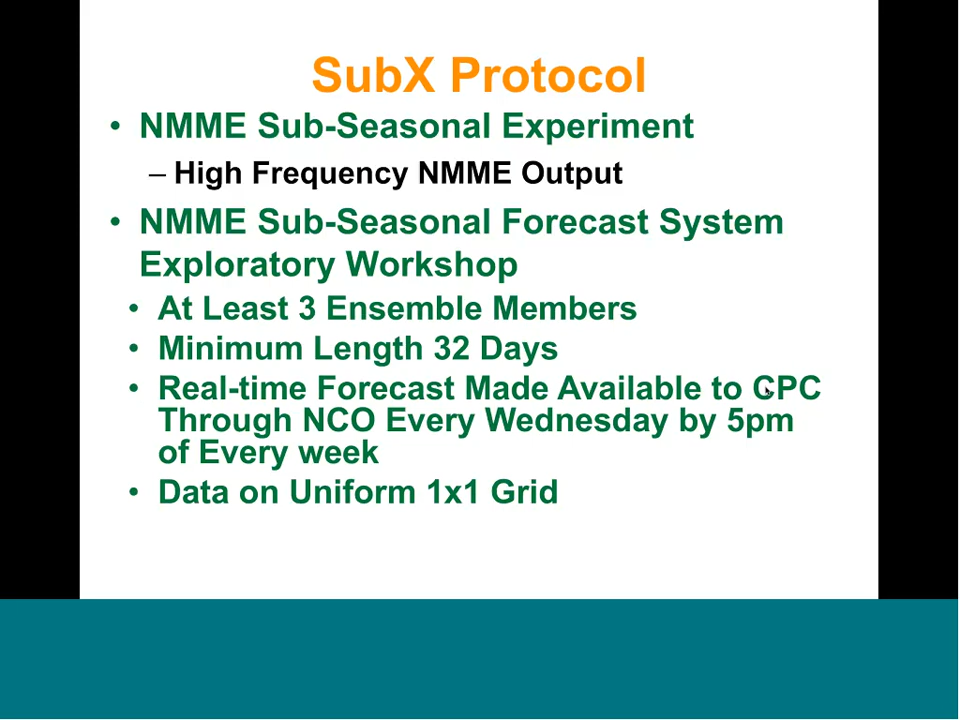 SubX Protocol
• NMME Sub-Seasonal Experiment
– High Frequency NMME Output
• NMME Sub-Seasonal Forecast System
Exploratory Workshop
• At Least 3 Ensemble Members
• Minimum Length 32 Days
• Real-time Forecast Made Available to CPC
Through NCO Every Wednesday by 5pm
of Every week
• Data on Uniform 1x1 Grid